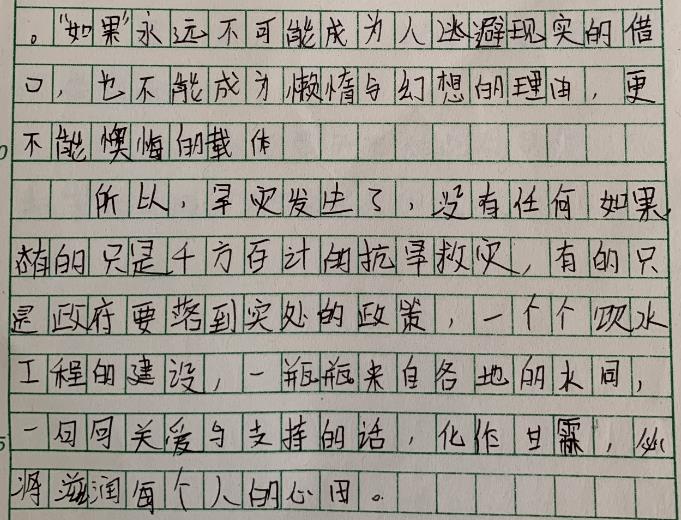 。“如果”永远不可能成为人逃避现实的借
口，也不能成为懒惰与幻想的理由，更
不能懊悔的载体
所以，旱灾发生了，没有任何如果，
有的只是千方百计的抗旱救灾，有的只
是政府要落到实处的政策，一个个饮水
工程的建设，一瓶瓶来自各地的水同，
一句句关爱与支持的话，化作甘霖，必
将滋润每个人的心田。